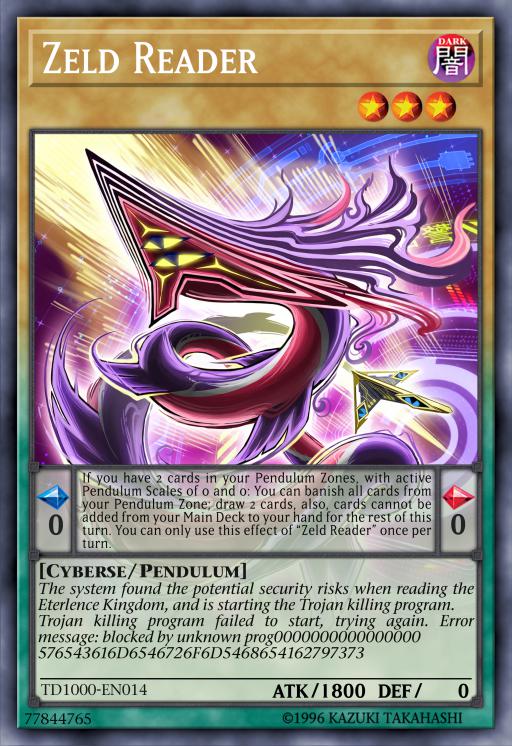 Zeld Reader
DARK
闇
If you have 2 cards in your Pendulum Zones, with active
Pendulum Scales of 0 and 0: You can banish all cards from
your Pendulum Zone; draw 2 cards, also, cards cannot be
added from your Main Deck to your hand for the rest of this
turn. You can only use this effect of "Zeld Reader" once per
turn.
0
0
[Cyberse/Pendulum]
The system found the potential security risks when reading the
Eterlence Kingdom, and is starting the Trojan killing program.
Trojan killing program failed to start, trying again. Error
message: blocked by unknown prog0000000000000000
576543616D6546726F6D5468654162797373
TD1000-EN014
ATK/1800 DEF/ 0
77844765
©1996 KAZUKI TAKAHASHI